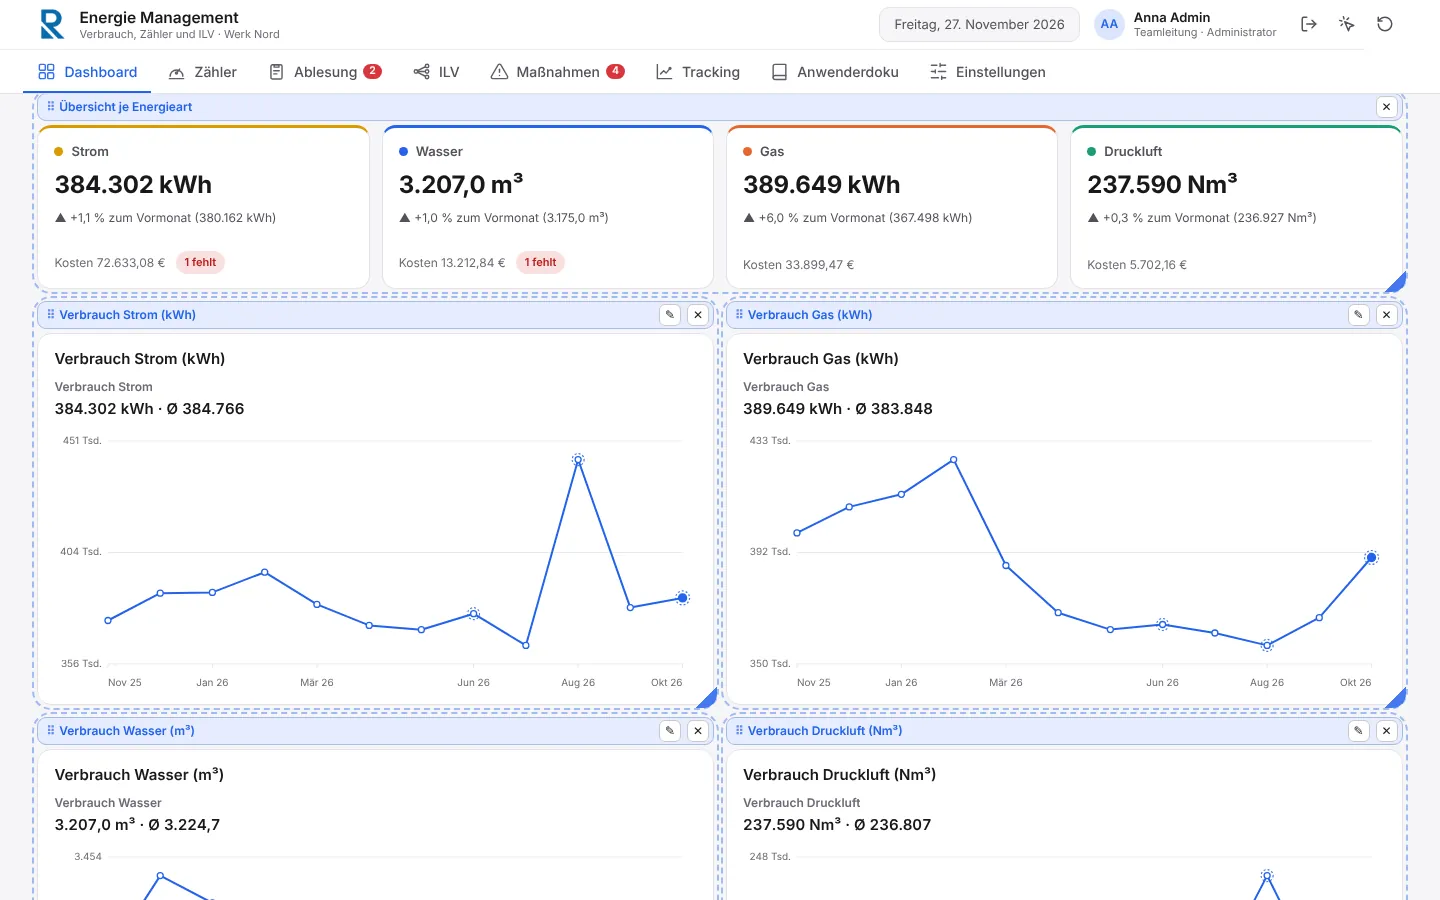 Energie Management
Verbrauch, Zähler und ILV · Werk Nord
Freitag, 27. November 2026
AA
Anna Admin
Teamleitung · Administrator
Dashboard
Zähler
Ablesung 2
ILV
Maßnahmen 4
Tracking
Anwenderdoku
Einstellungen
Übersicht je Energieart
Strom
384.302 kWh
▲ +1,1 % zum Vormonat (380.162 kWh)
Kosten 72.633,08 € 1 fehlt
Wasser
3.207,0 m³
▲ +1,0 % zum Vormonat (3.175,0 m³)
Kosten 13.212,84 € 1 fehlt
Gas
389.649 kWh
▲ +6,0 % zum Vormonat (367.498 kWh)
Kosten 33.899,47 €
Druckluft
237.590 Nm³
▲ +0,3 % zum Vormonat (236.927 Nm³)
Kosten 5.702,16 €
Verbrauch Strom (kWh)
Verbrauch Strom (kWh)
Verbrauch Strom
384.302 kWh · Ø 384.766
451 Tsd.
404 Tsd.
356 Tsd.
Nov 25 Jan 26 Mär 26 Jun 26 Aug 26 Okt 26
Verbrauch Gas (kWh)
Verbrauch Gas (kWh)
Verbrauch Gas
389.649 kWh · Ø 383.848
433 Tsd.
392 Tsd.
350 Tsd.
Nov 25 Jan 26 Mär 26 Jun 26 Aug 26 Okt 26
Verbrauch Wasser (m³)
Verbrauch Wasser (m³)
Verbrauch Wasser
3.207,0 m³ · Ø 3.224,7
3.454
Verbrauch Druckluft (Nm³)
Verbrauch Druckluft (Nm³)
Verbrauch Druckluft
237.590 Nm³ · Ø 236.807
248 Tsd.